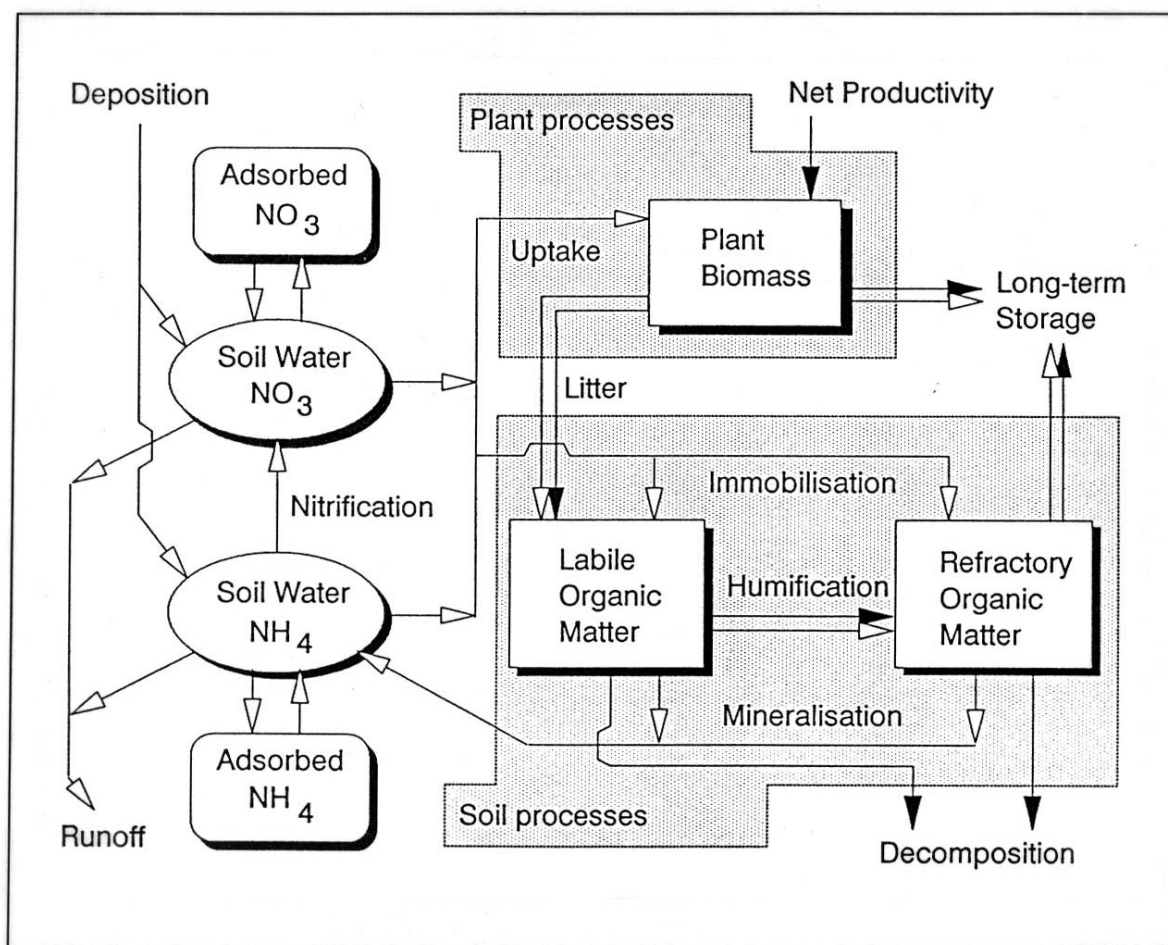 Deposition
Net Productivity
Plant processes
Adsorbed
NO3
Plant
Biomass
Uptake
Long-term
Storage
Soil Water
NO3
Litter
Nitrification
Immobilisation
Labile
Organic
Matter
Humification
Refractory
Organic
Matter
Soil Water
NH4
Mineralisation
Adsorbed
NH4
Soil processes
Runoff
Decomposition